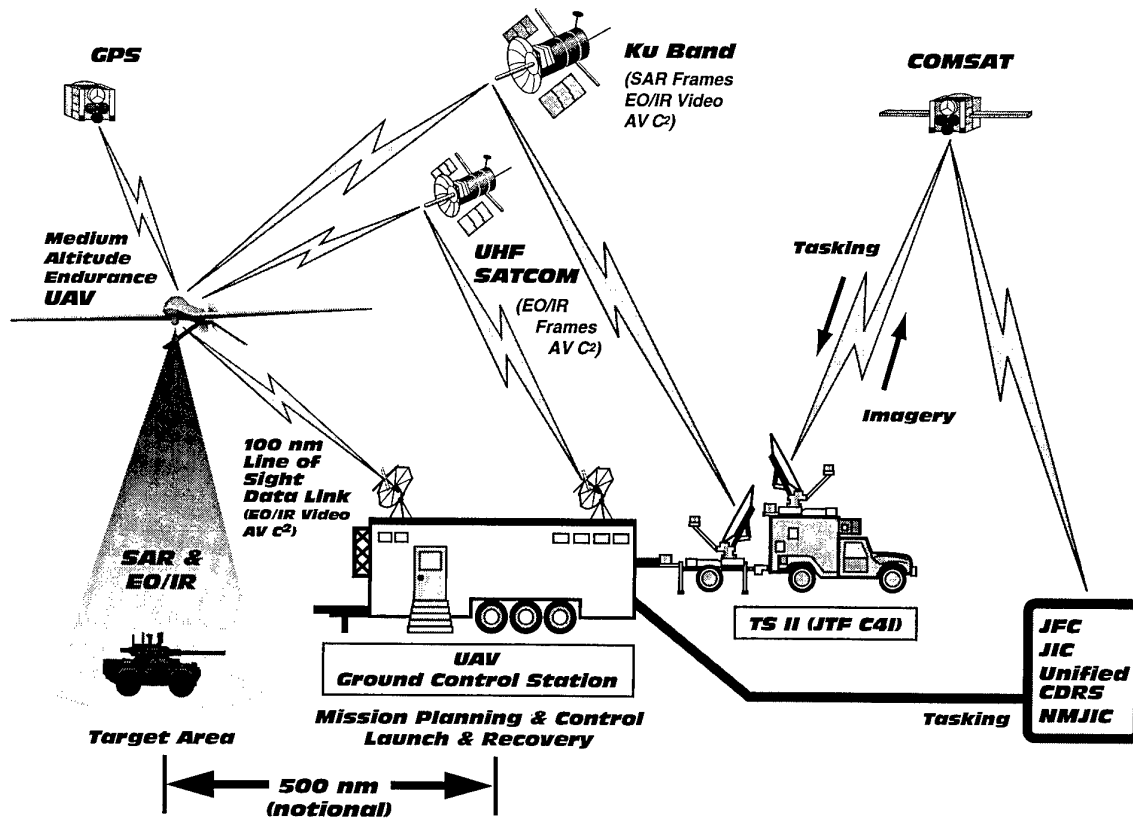 GPS
Ku Band
(SAR Frames
EO/IR Video
AV C²)
COMSAT
Medium
Altitude
Endurance
UAV
UHF
SATCOM
(EO/IR
Frames
AV C²)
Tasking
Imagery
100 nm
Line of
Sight
Data Link
(EO/IR Video
AV C²)
SAR &
EO/IR
TS II (JTF C4I)
UAV
Ground Control Station
JFC
JIC
Unified
CDRS
NMJIC
Tasking
Mission Planning & Control
Launch & Recovery
Target Area
500 nm
(notional)